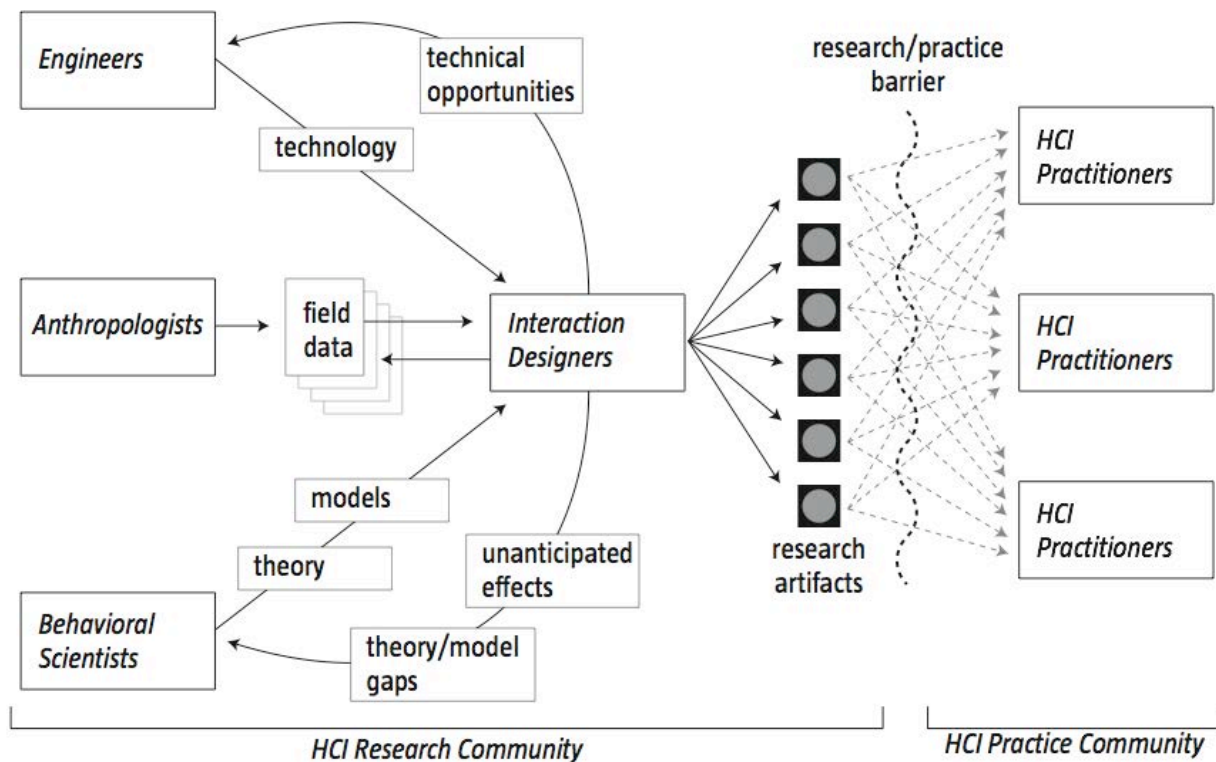 Engineers
technical
opportunities
technology
research/practice
barrier
HCI
Practitioners
Anthropologists
field
data
Interaction
Designers
HCI
Practitioners
models
theory
unanticipated
effects
Behavioral
Scientists
theory/model
gaps
research
artifacts
HCI
Practitioners
HCI Research Community
HCI Practice Community